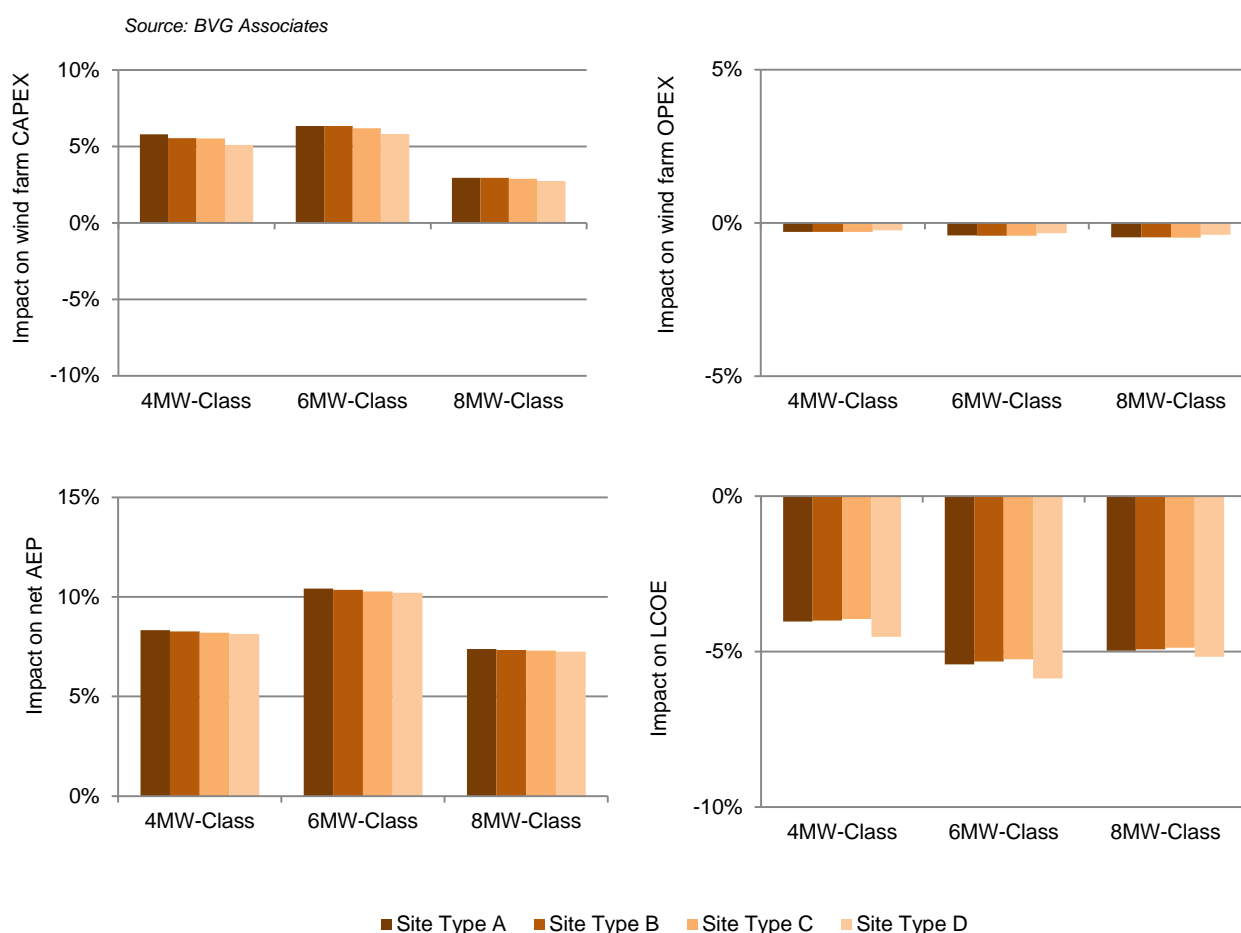 Source: BVG Associates
Impact on wind farm CAPEX
10%
5%
0%
-5%
-10%
4MW-Class 6MW-Class 8MW-Class
Impact on wind farm OPEX
5%
0%
-5%
4MW-Class 6MW-Class 8MW-Class
Impact on net AEP
15%
10%
5%
0%
4MW-Class 6MW-Class 8MW-Class
Impact on LCOE
0%
-5%
-10%
4MW-Class 6MW-Class 8MW-Class
Site Type A Site Type B Site Type C Site Type D